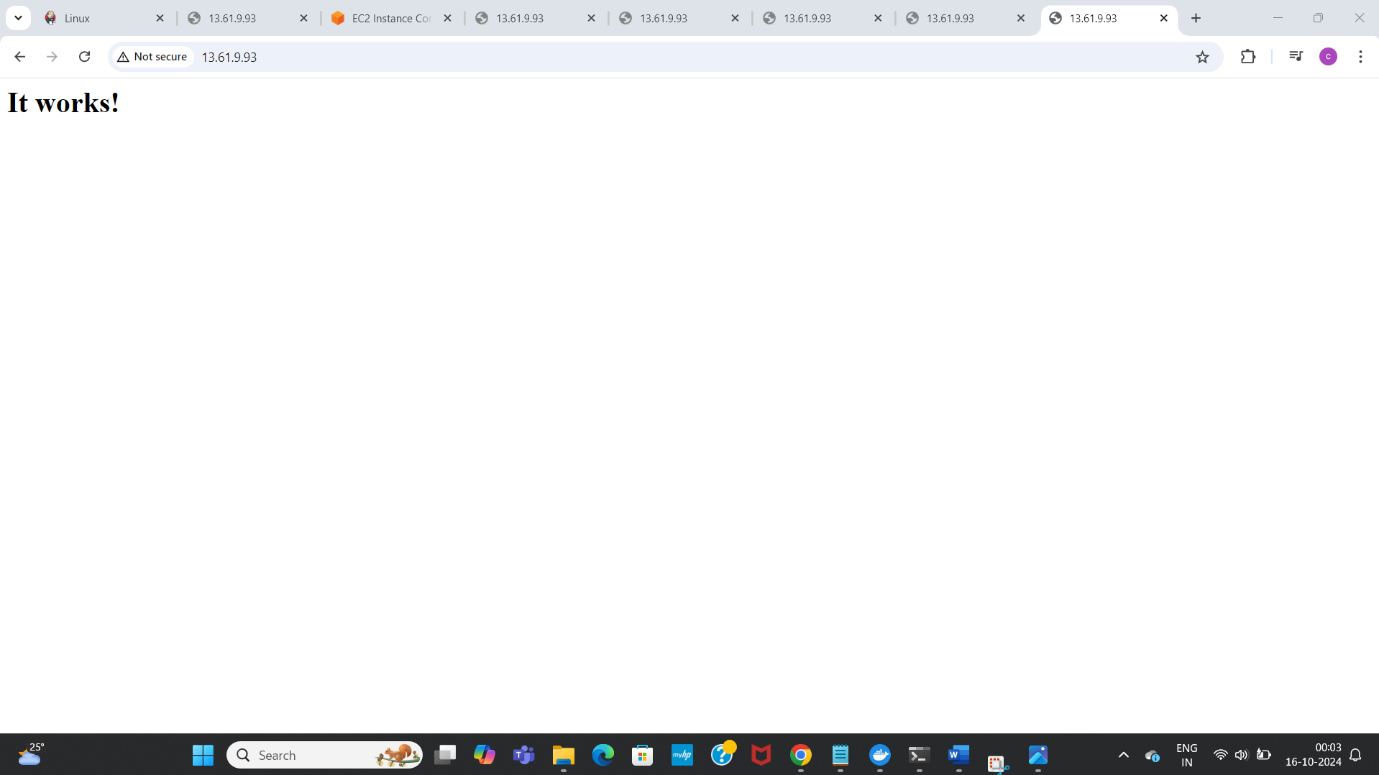 Linux
13.61.9.93
EC2 Instance Cor
13.61.9.93
13.61.9.93
13.61.9.93
13.61.9.93
13.61.9.93
Not secure
13.61.9.93
c
It works!
25°
Search
myhp
ENG
IN
00:03
16-10-2024